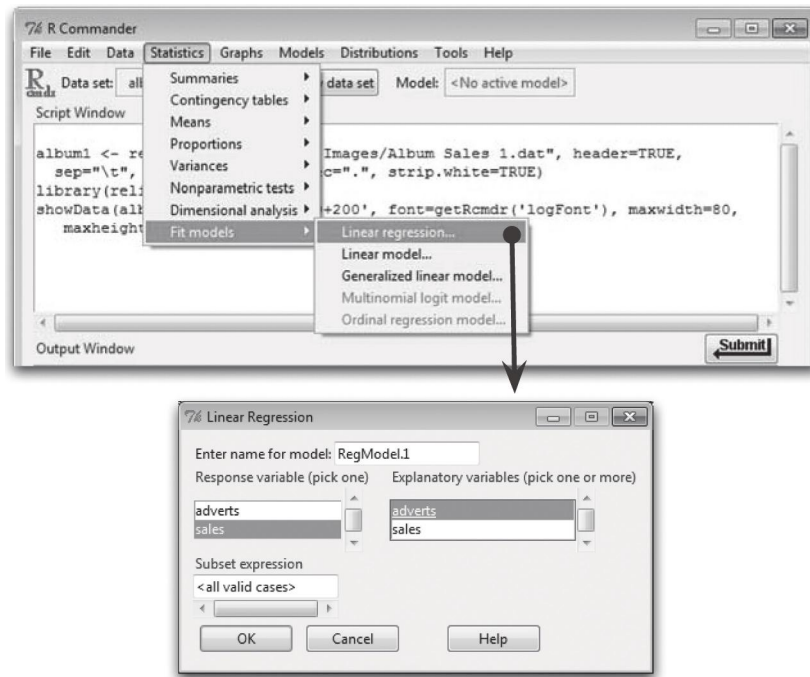 R Commander
File Edit Data Statistics Graphs Models Distributions Tools Help
R Data set: all data set Model: <No active model>
Script Window
Summaries
Contingency tables
Means
Proportions
Variances
Nonparametric tests
Dimensional analysis
Fit models
album1 <- re Images/Album Sales 1.dat", header=TRUE,
sep="\t", c=".", strip.white=TRUE)
library(reli
showData(alb +200', font=getRcmdr('logFont'), maxwidth=80,
maxheight
Linear regression...
Linear model...
Generalized linear model...
Multinomial logit model...
Ordinal regression model...
Output Window
Submit
Linear Regression
Enter name for model: RegModel.1
Response variable (pick one) Explanatory variables (pick one or more)
adverts adverts
sales sales
Subset expression
<all valid cases>
OK Cancel Help